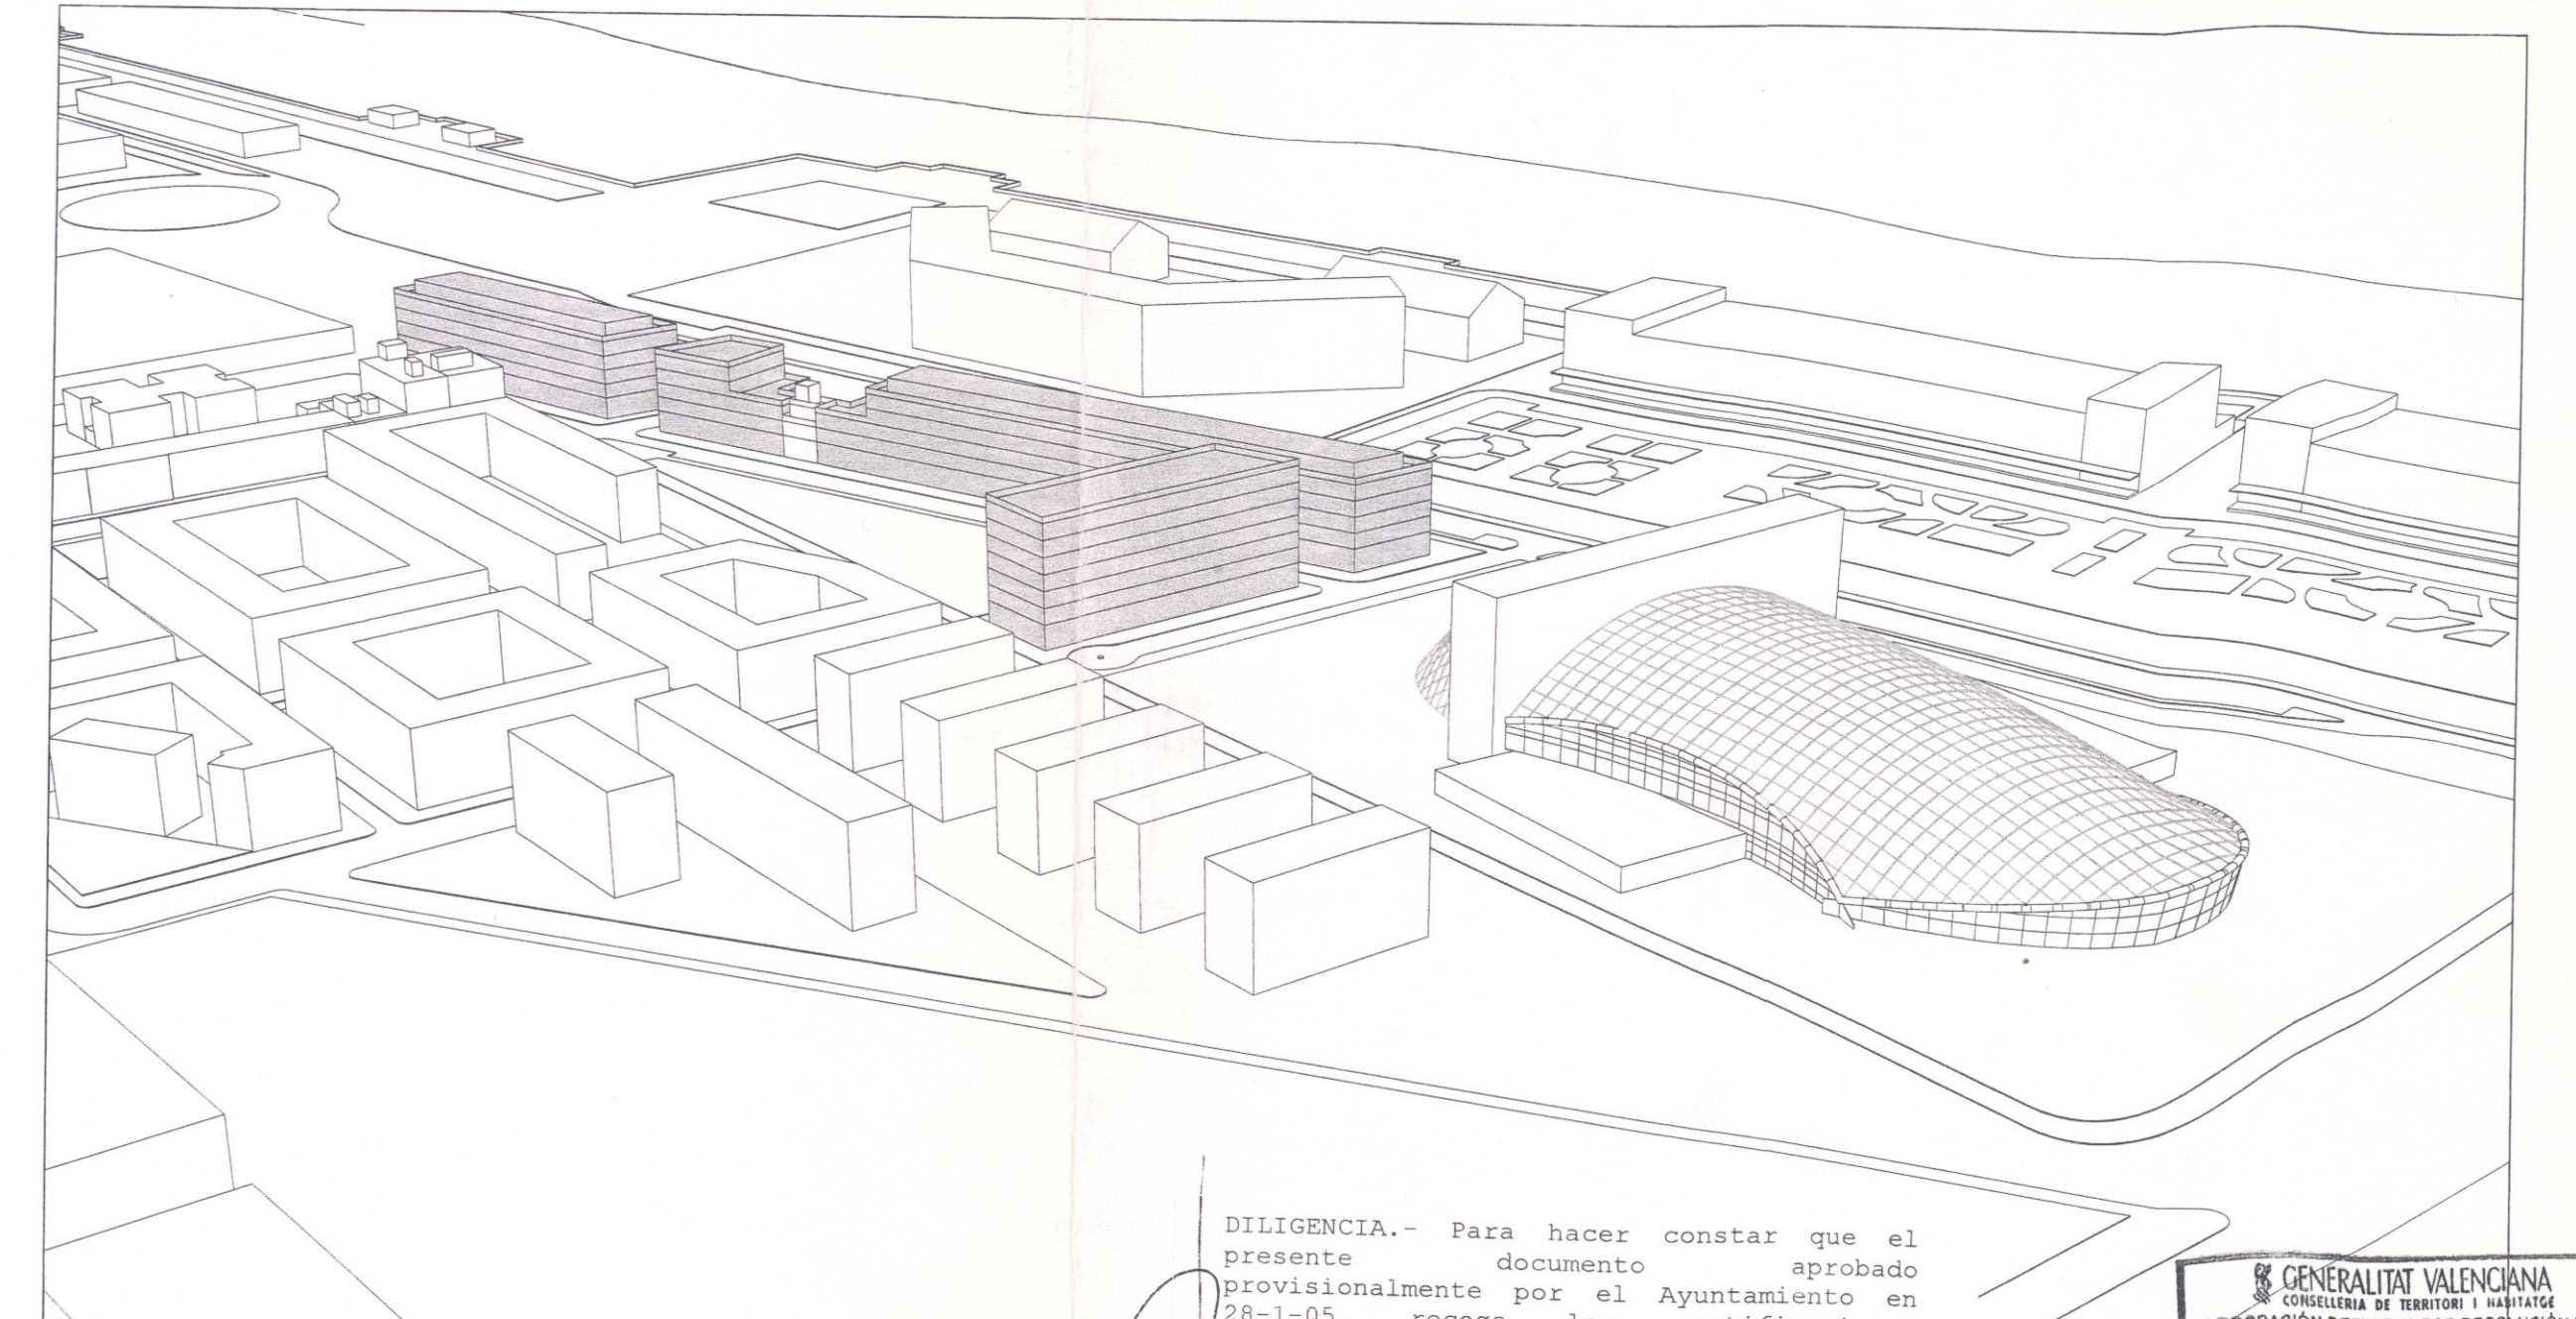 DILIGENCIA.- Para hacer constar que el
presente documento aprobado
provisionalmente por el Ayuntamiento en
28-1-05 recoge
GENERALITAT VALENCIANA
CONSELLERIA DE TERRITORI I HABITATGE